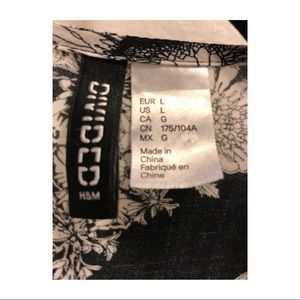 DIVIDED
H&M
EUR L
US L
CA G
CN 175/104A
MX G
Made in
China
Fabriqué en
Chine